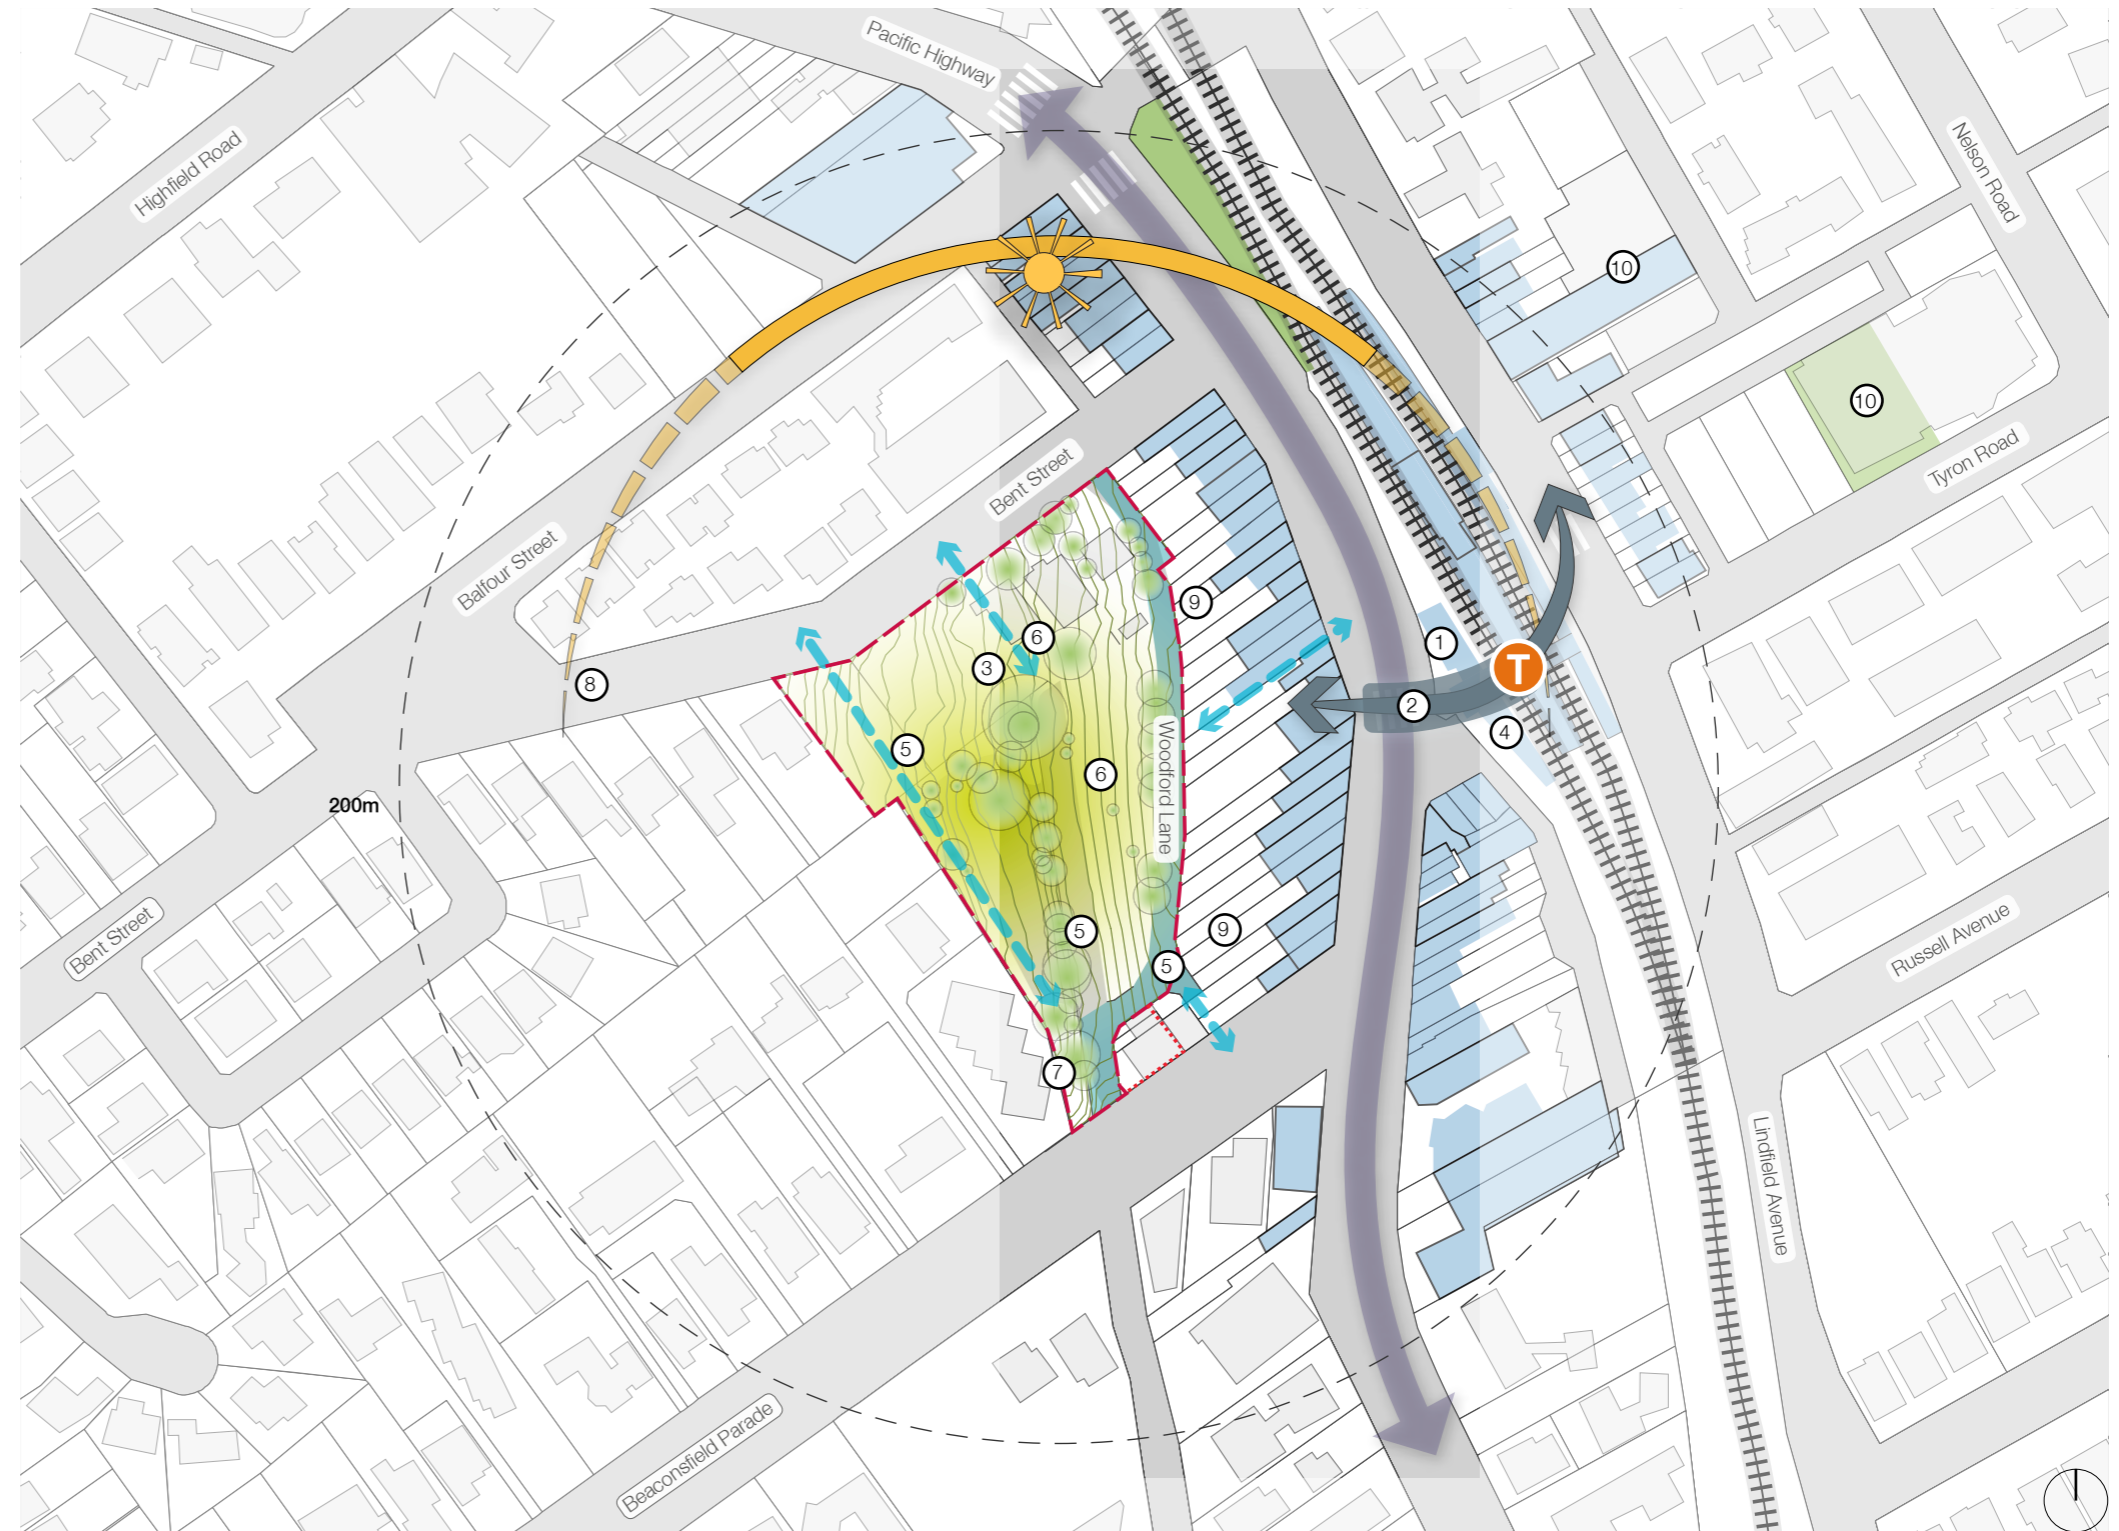 Pacific Highway
Highfield Road
Nelson Road
10
10
Tyron Road
Bent Street
Balfour Street
9
6
3
1
T
8
2
4
5
6
Woodford Lane
200m
5
9
5
Bent Street
Russell Avenue
7
Lindfield Avenue
Beaconsfield Parade